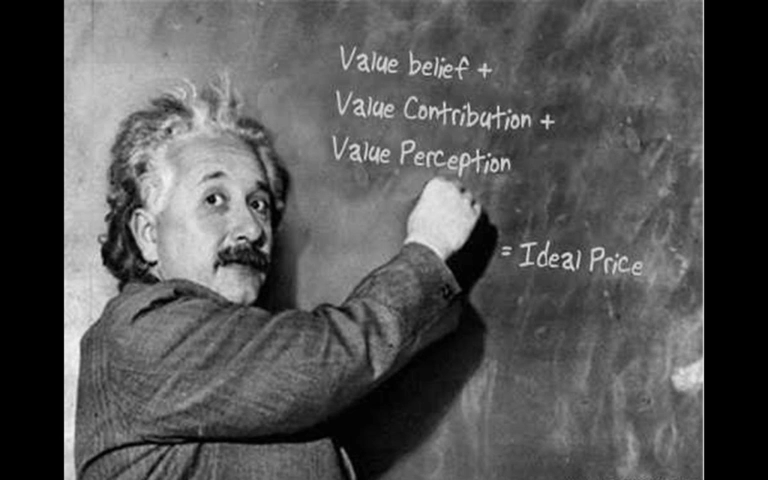 Value belief +
Value Contribution +
Value Perception
= Ideal Price